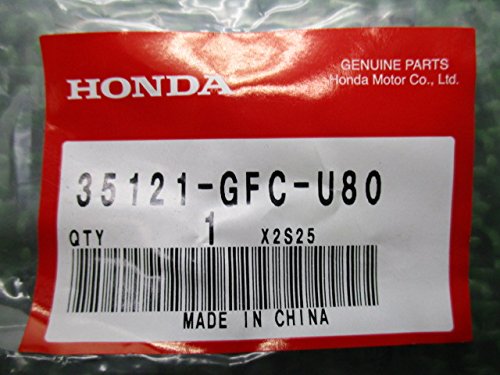 HONDA
GENUINE PARTS
Honda Motor Co., Ltd.
35121-GFC-U80
QTY 1 X2S25
MADE IN CHINA